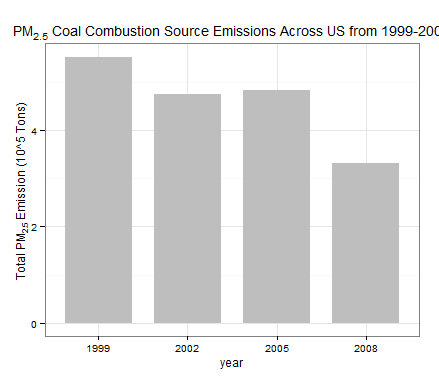 PM2.5 Coal Combustion Source Emissions Across US from 1999-200
Total PM2.5 Emission (10^5 Tons)
4
2
0
1999 2002 2005 2008
year